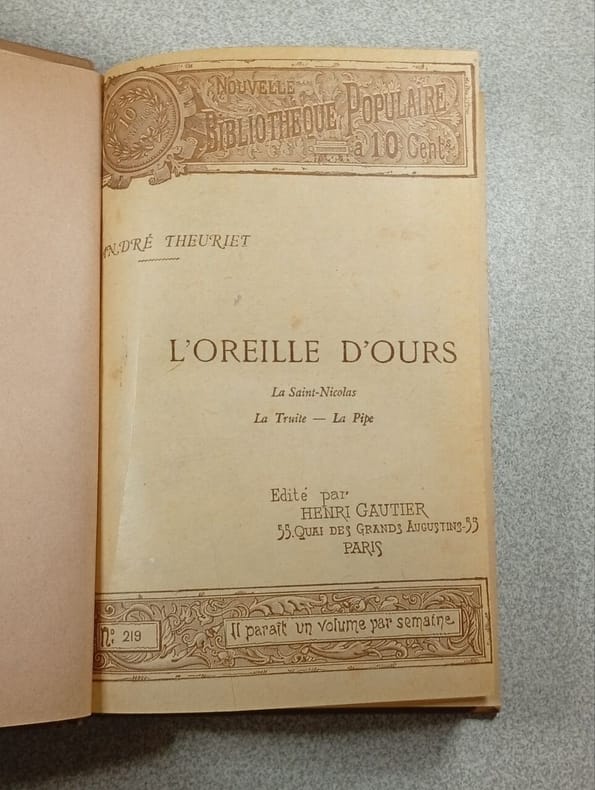 10
NOUVELLE
BIBLIOTHEQUE POPULAIRE
à 10 Cent.s
ANDRÉ THEURIET
L'OREILLE D'OURS
La Saint-Nicolas
La Truite — La Pipe
Edité par
HENRI GAUTIER
55. QUAI DES GRANDS AUGUSTINS-55
PARIS
No. 219
Il paraît un volume par semaine